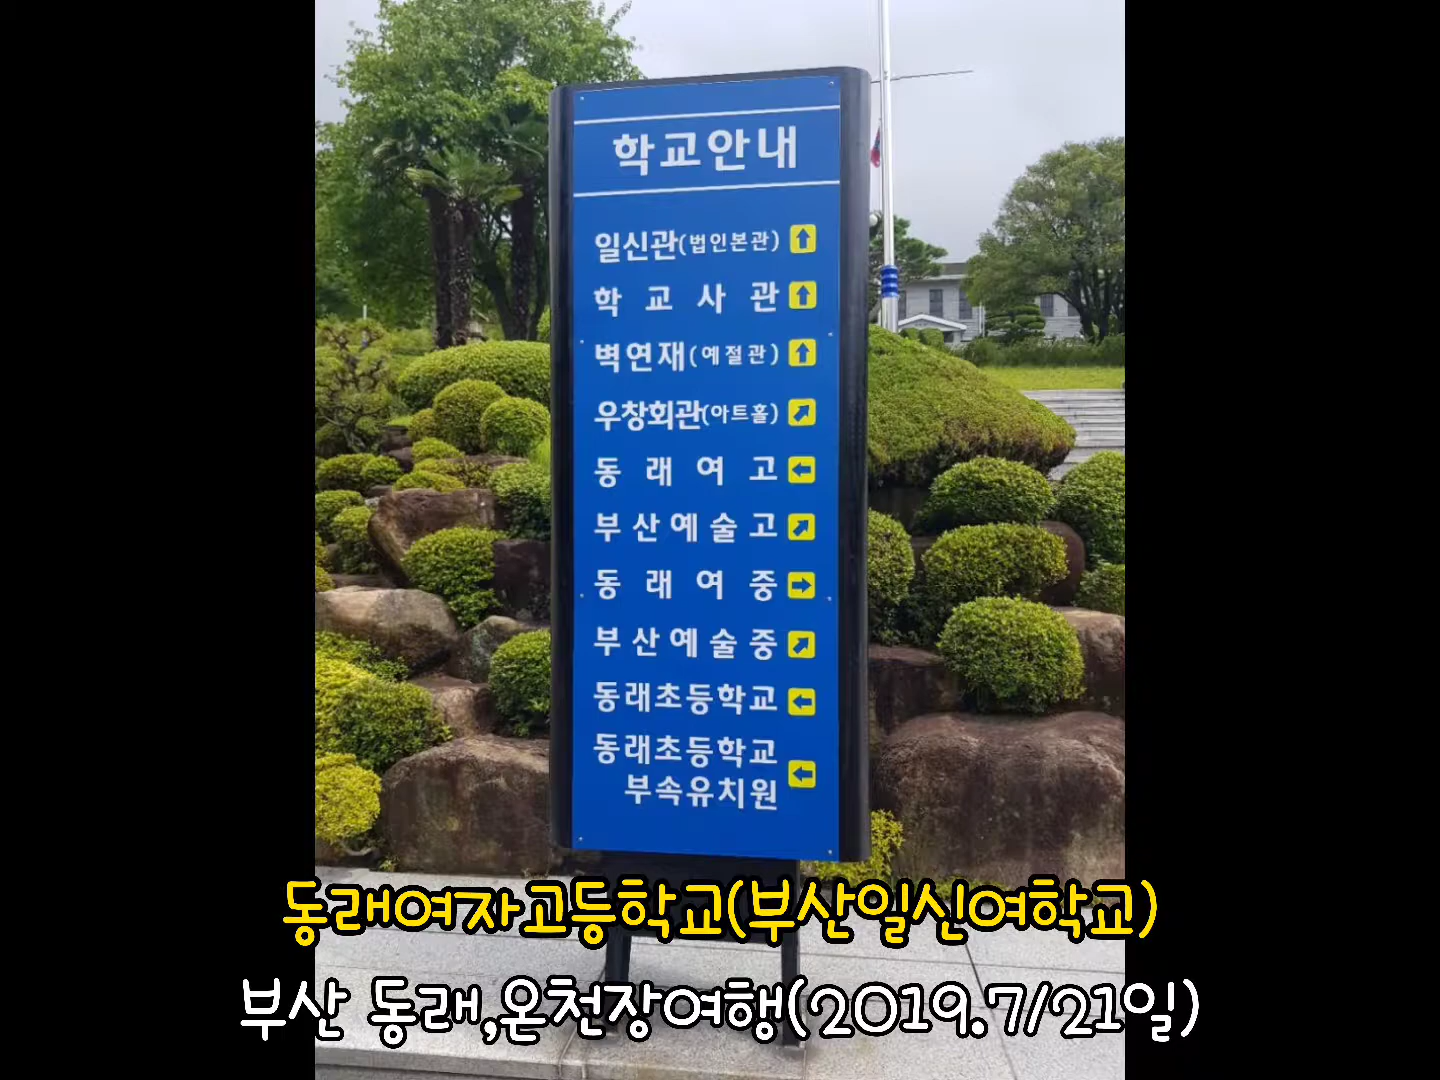 학교안내
일신관(법인본관)
학교사관
벽연재(예절관)
우창회관(아트홀)
동래여고
부산예술고
동래여중
부산예술중
동래초등학교
동래초등학교
부속유치원
동래여자고등학교(부산일신여학교)
부산 동래,온천장여행(2019.7/21일)